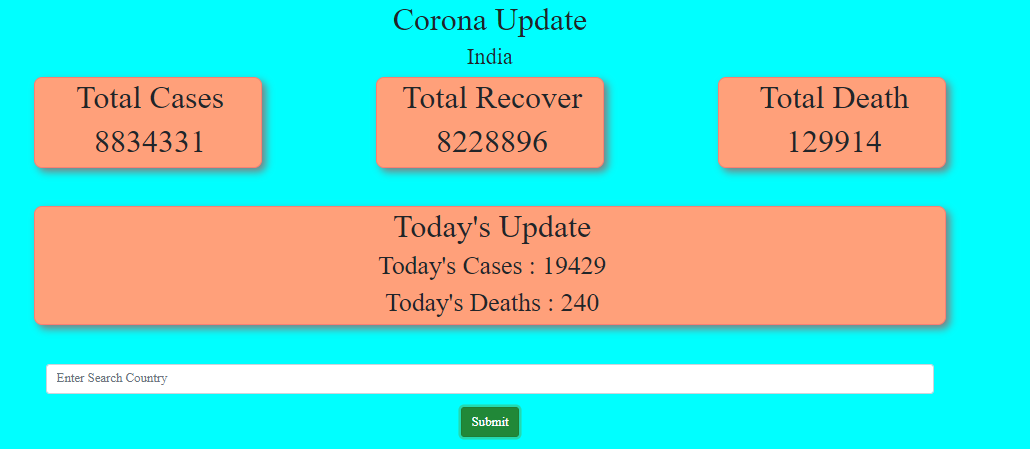 Corona Update
India
Total Cases
8834331
Total Recover
8228896
Total Death
129914
Today's Update
Today's Cases : 19429
Today's Deaths : 240
Enter Search Country
Submit